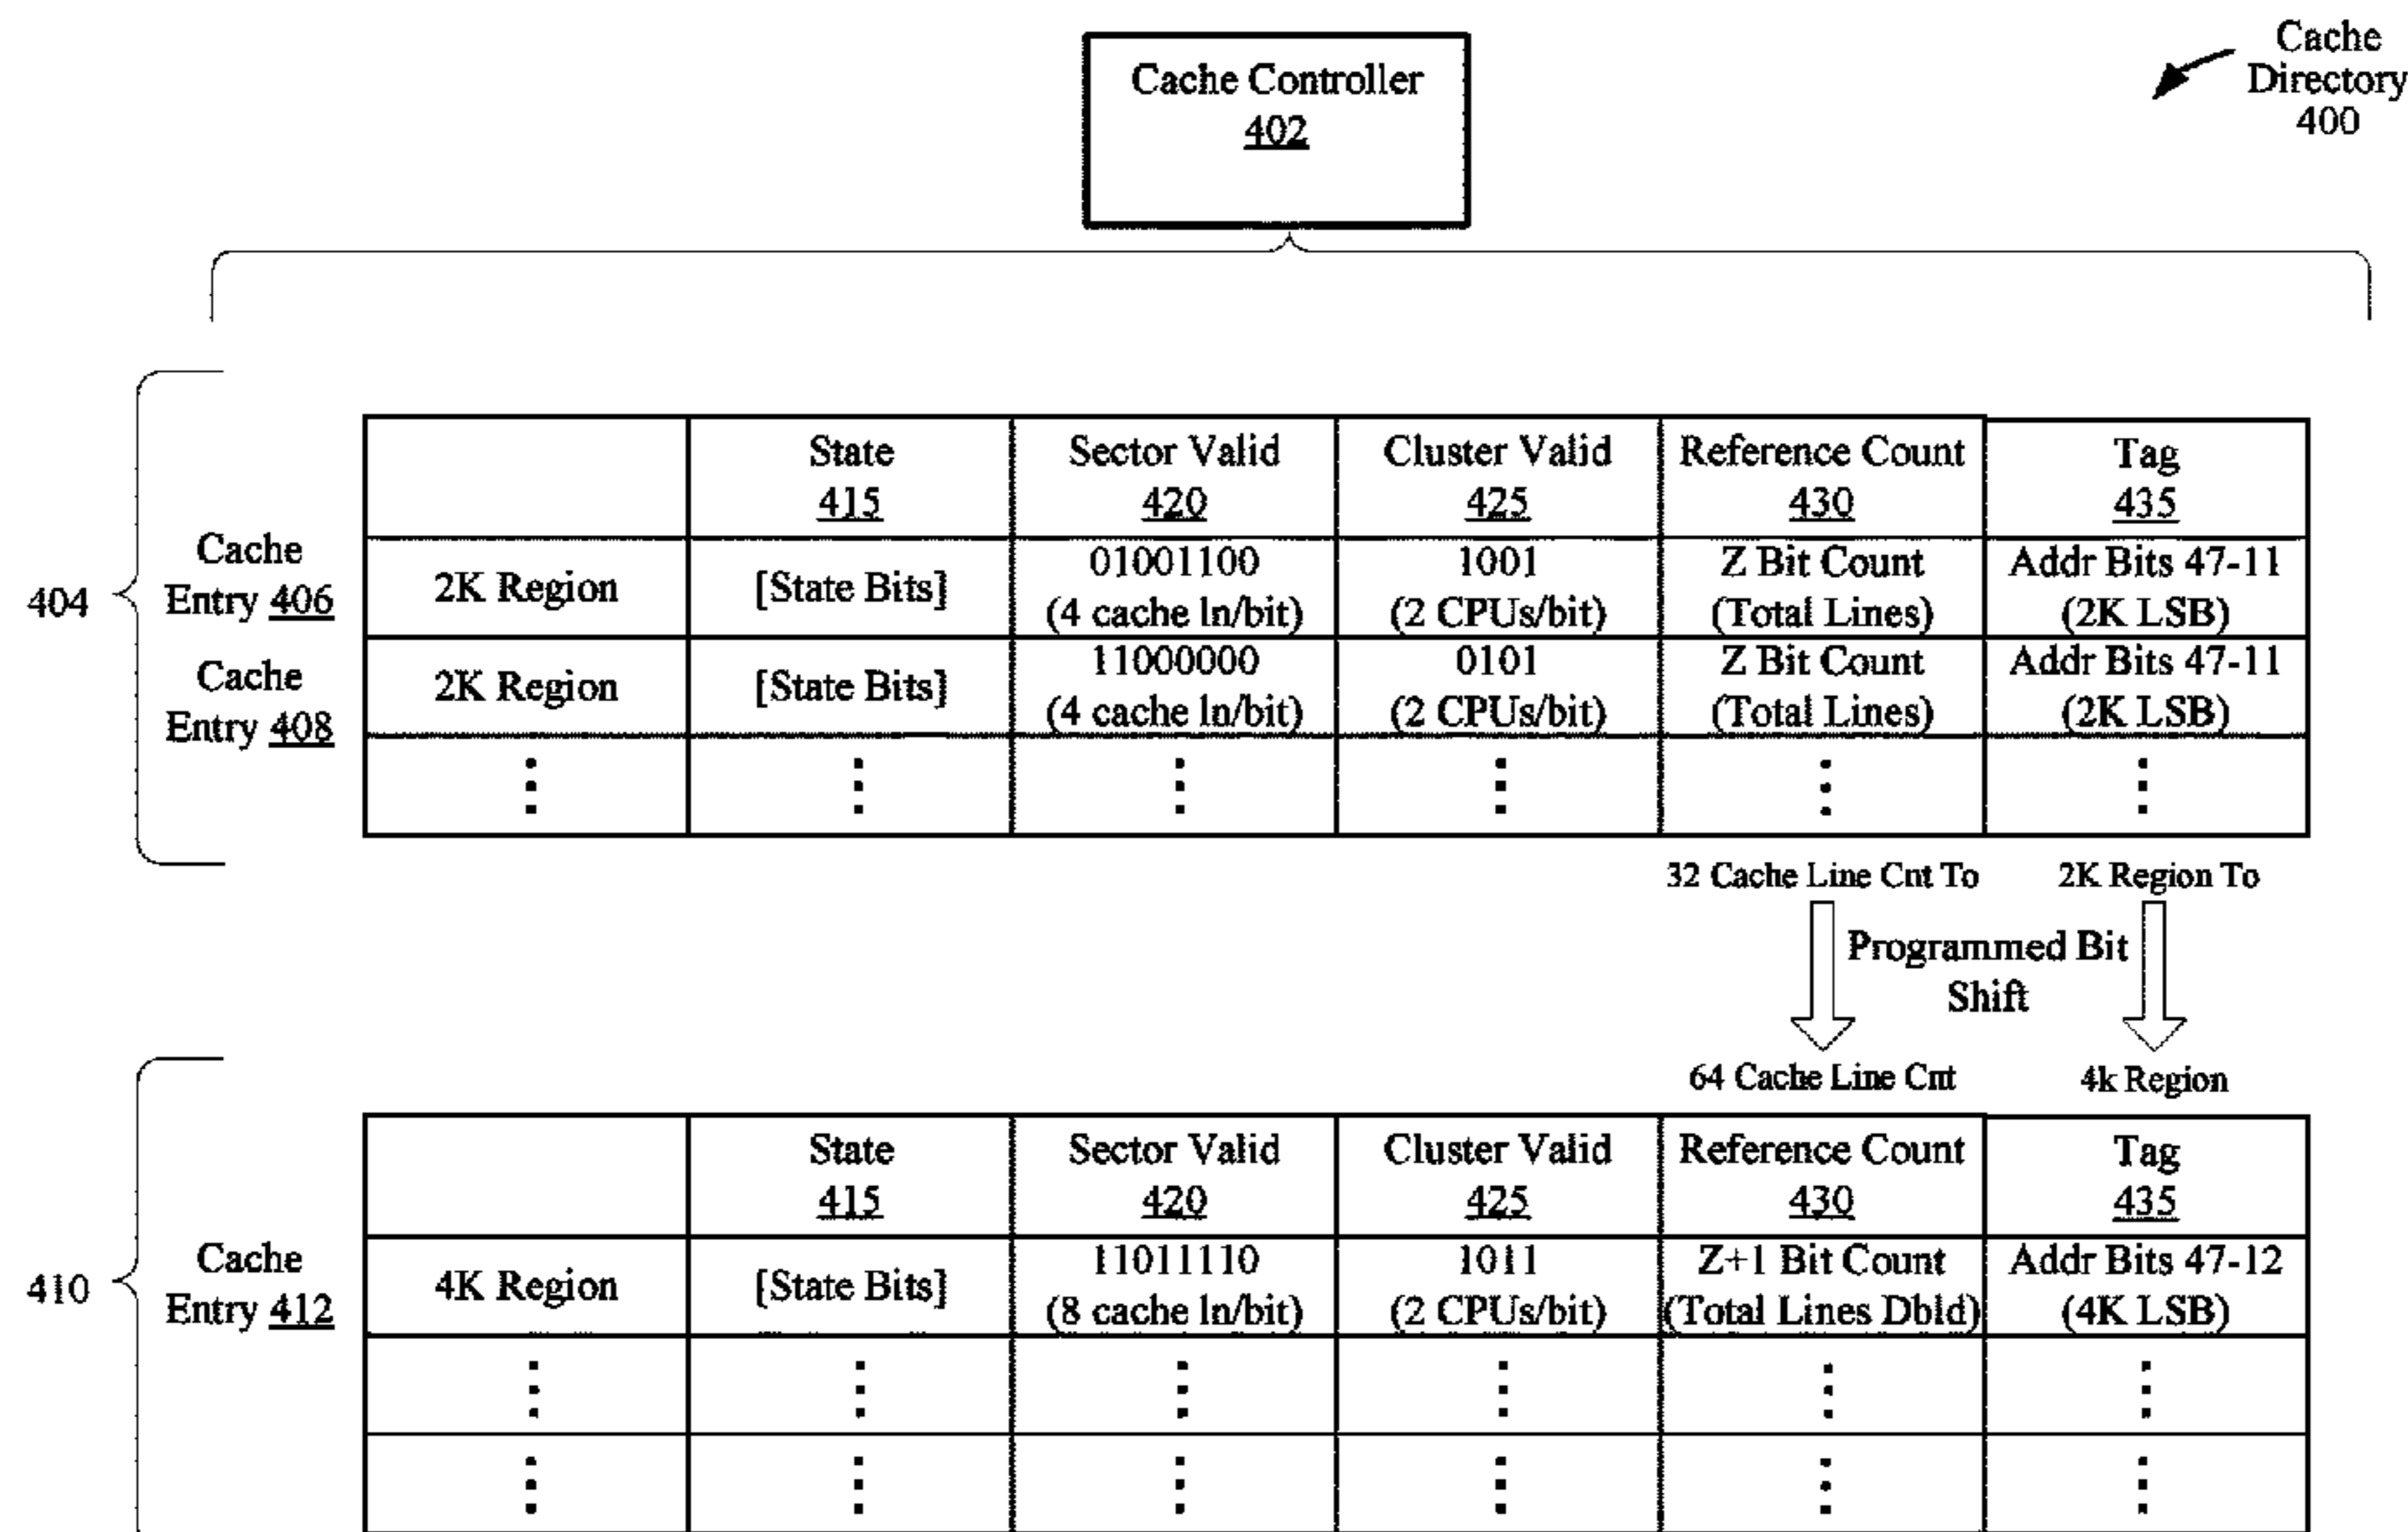 Cache Controller
402
Cache
Directory
400
404
Cache
Entry 406
Cache
Entry 408
State
415
Sector Valid
420
Cluster Valid
425
Reference Count
430
Tag
435
2K Region
[State Bits]
01001100
(4 cache ln/bit)
1001
(2 CPUs/bit)
Z Bit Count
(Total Lines)
Addr Bits 47-11
(2K LSB)
2K Region
[State Bits]
11000000
(4 cache ln/bit)
0101
(2 CPUs/bit)
Z Bit Count
(Total Lines)
Addr Bits 47-11
(2K LSB)
32 Cache Line Cnt To
2K Region To
Programmed Bit
Shift
64 Cache Line Cnt
4k Region
410
Cache
Entry 412
State
415
Sector Valid
420
Cluster Valid
425
Reference Count
430
Tag
435
4K Region
[State Bits]
11011110
(8 cache ln/bit)
1011
(2 CPUs/bit)
Z+1 Bit Count
(Total Lines Dbld)
Addr Bits 47-12
(4K LSB)